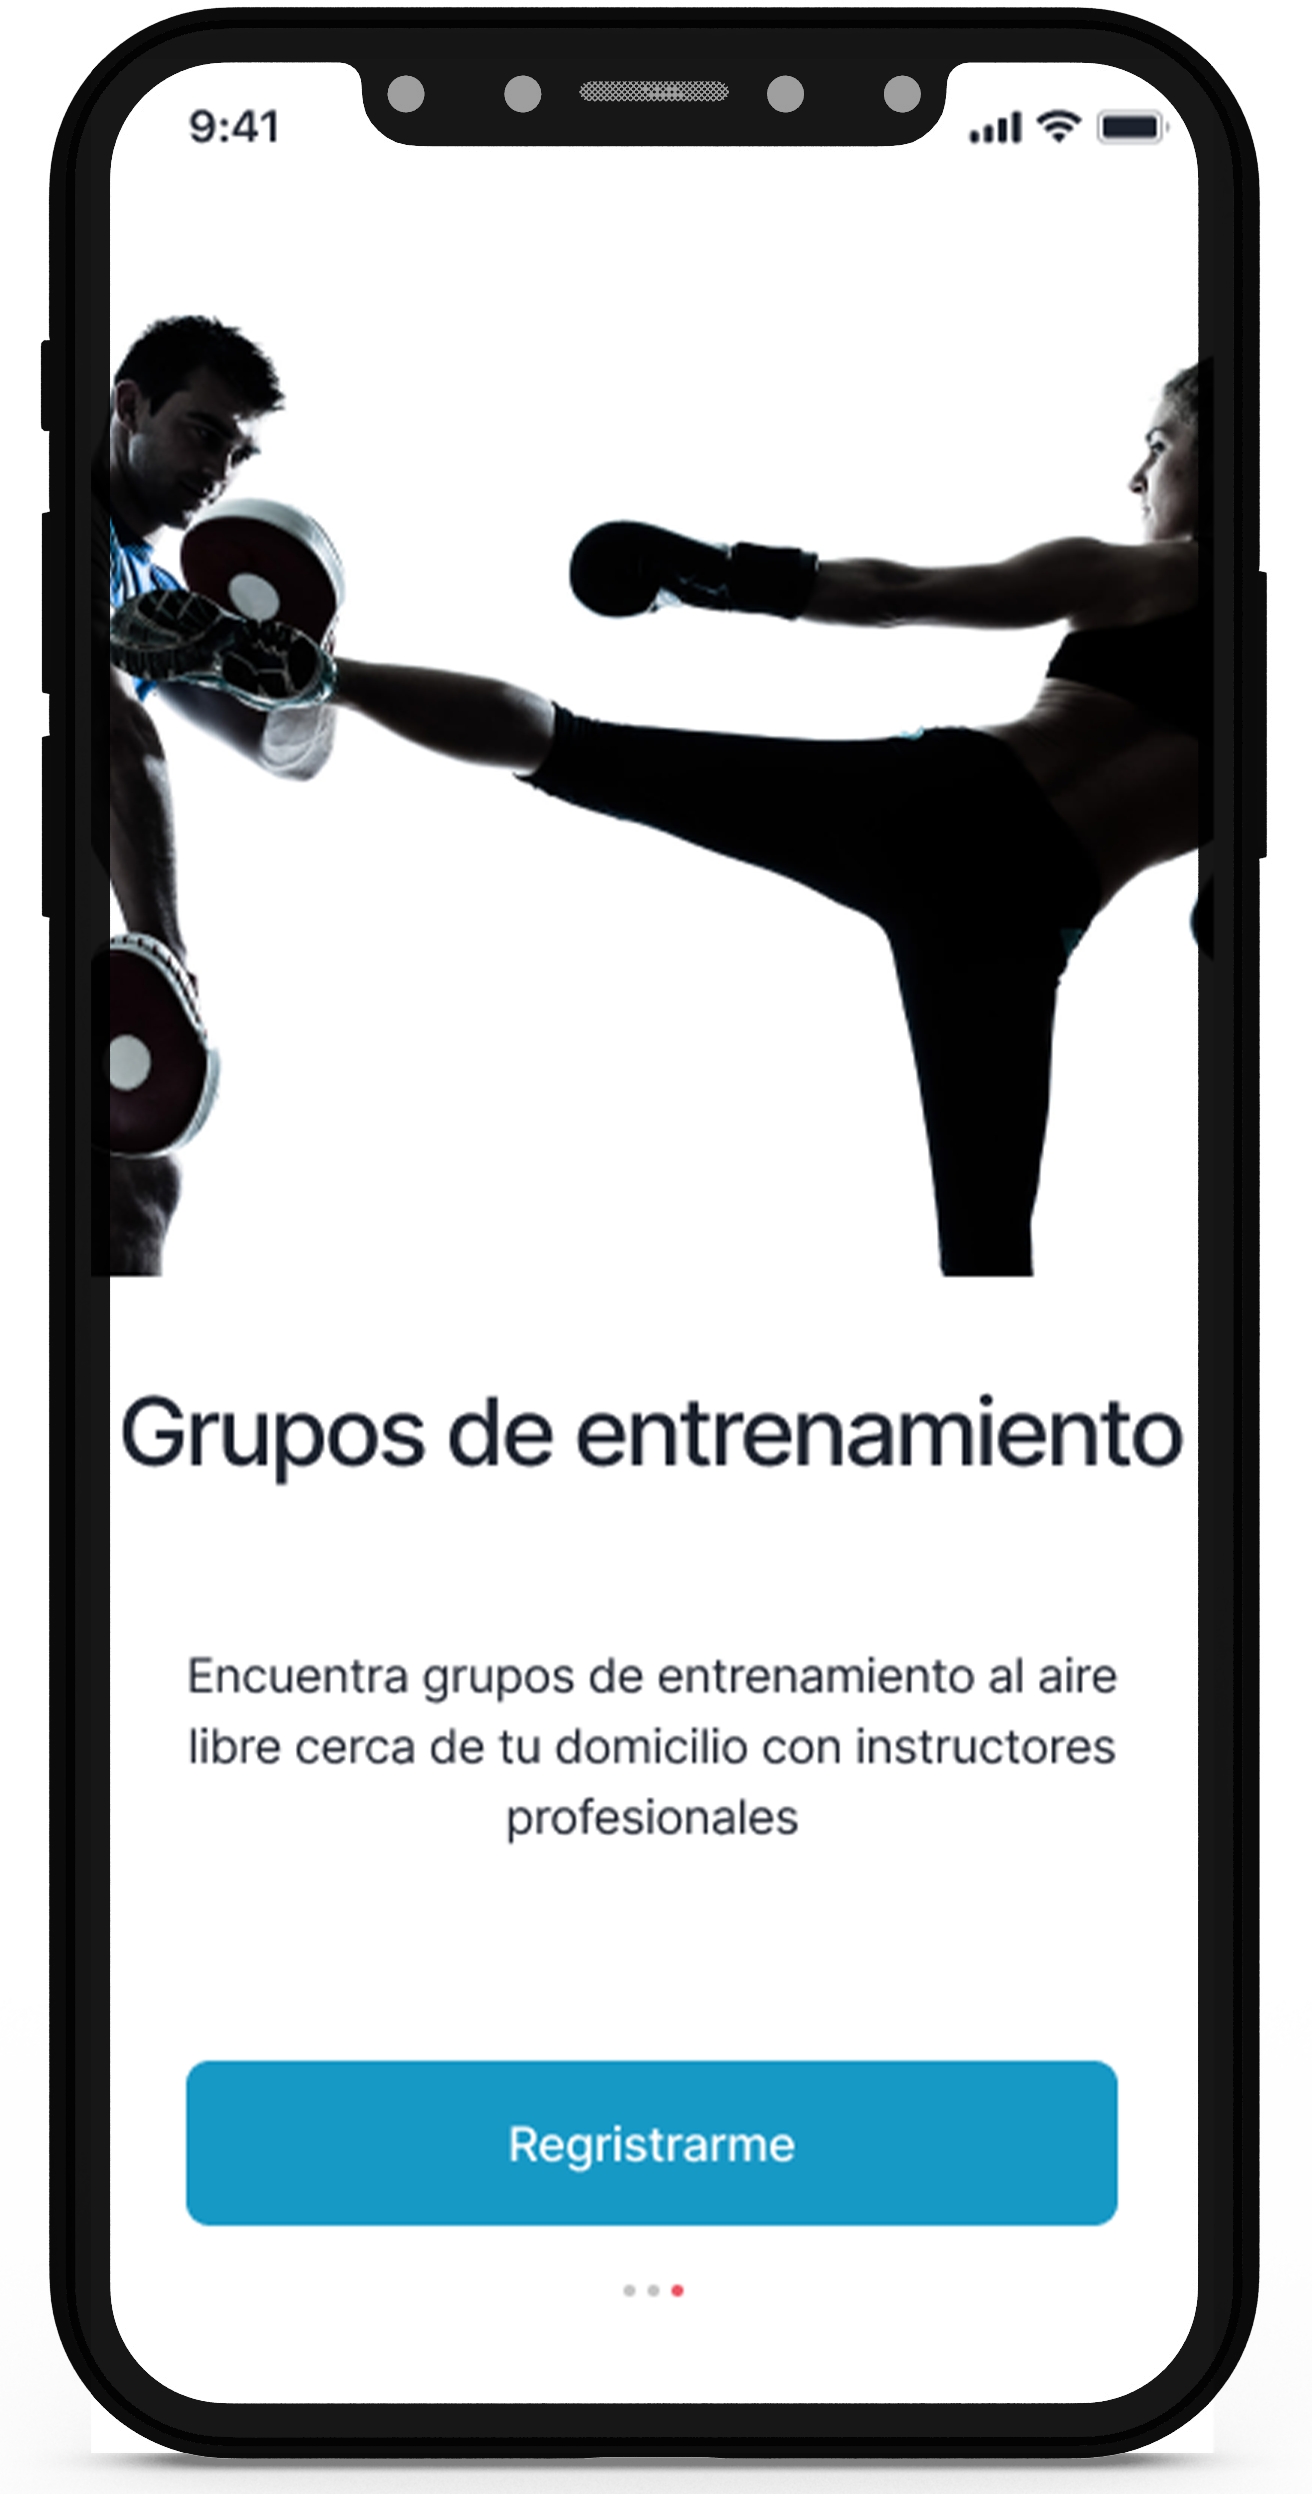 9:41
Grupos de entrenamiento
Encuentra grupos de entrenamiento al aire
libre cerca de tu domicilio con instructores
profesionales
Regristrarme